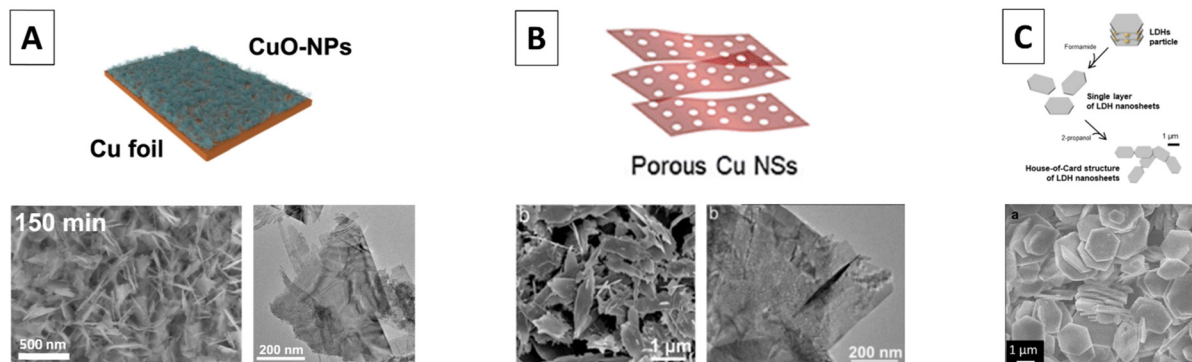 A
CuO-NPs
Cu foil
150 min
500 nm
200 nm
B
Porous Cu NSs
b
1 µm
b
200 nm
C
LDHs
particle
Formamide
Single layer
of LDH nanosheets
2-propanol
1 µm
House-of-Card structure
of LDH nanosheets
a
1 µm